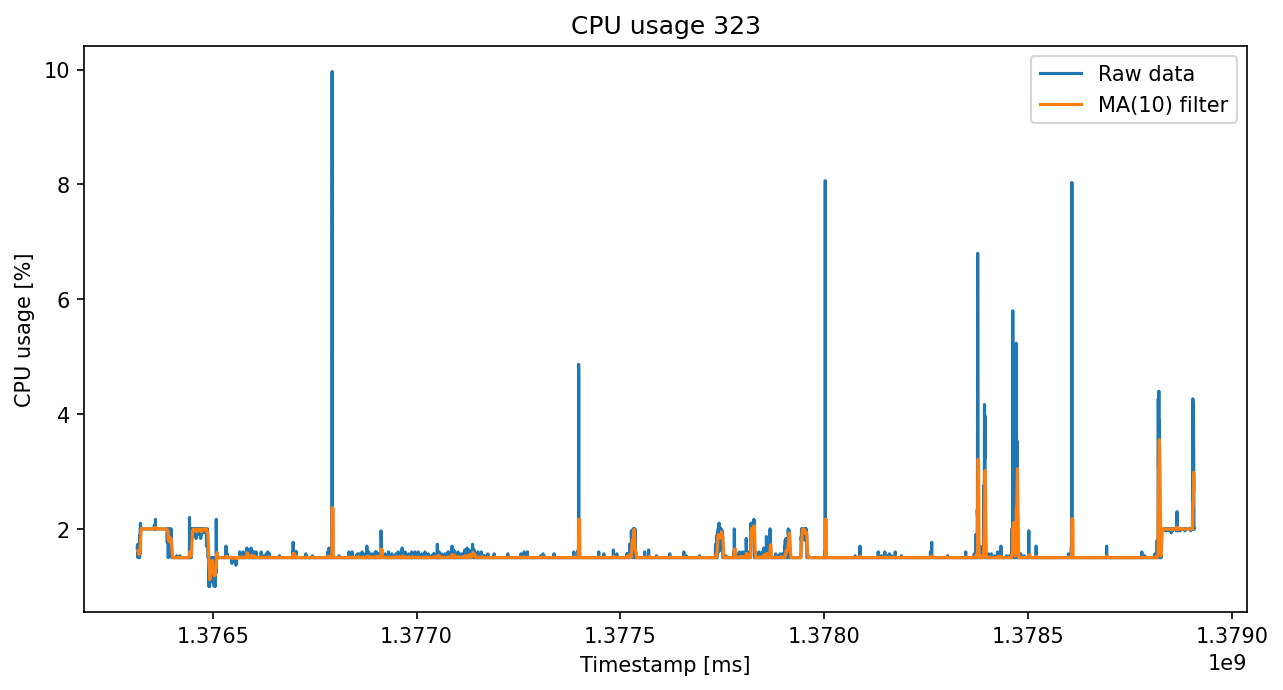 CPU usage 323
Raw data
MA(10) filter
CPU usage [%]
10
8
6
4
2
1.3765 1.3770 1.3775 1.3780 1.3785 1.3790
1e9
Timestamp [ms]